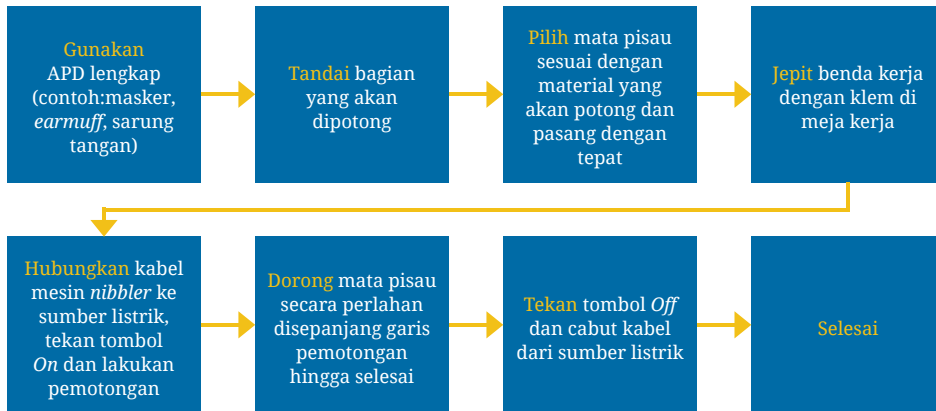 Gunakan
APD lengkap
(contoh:masker,
earmuff, sarung
tangan)
Tandai bagian
yang akan
dipotong
Pilih mata pisau
sesuai dengan
material yang
akan potong dan
pasang dengan
tepat
Jepit benda kerja
dengan klem di
meja kerja
Hubungkan kabel
mesin nibbler ke
sumber listrik,
tekan tombol
On dan lakukan
pemotongan
Dorong mata pisau
secara perlahan
disepanjang garis
pemotongan
hingga selesai
Tekan tombol Off
dan cabut kabel
dari sumber listrik
Selesai